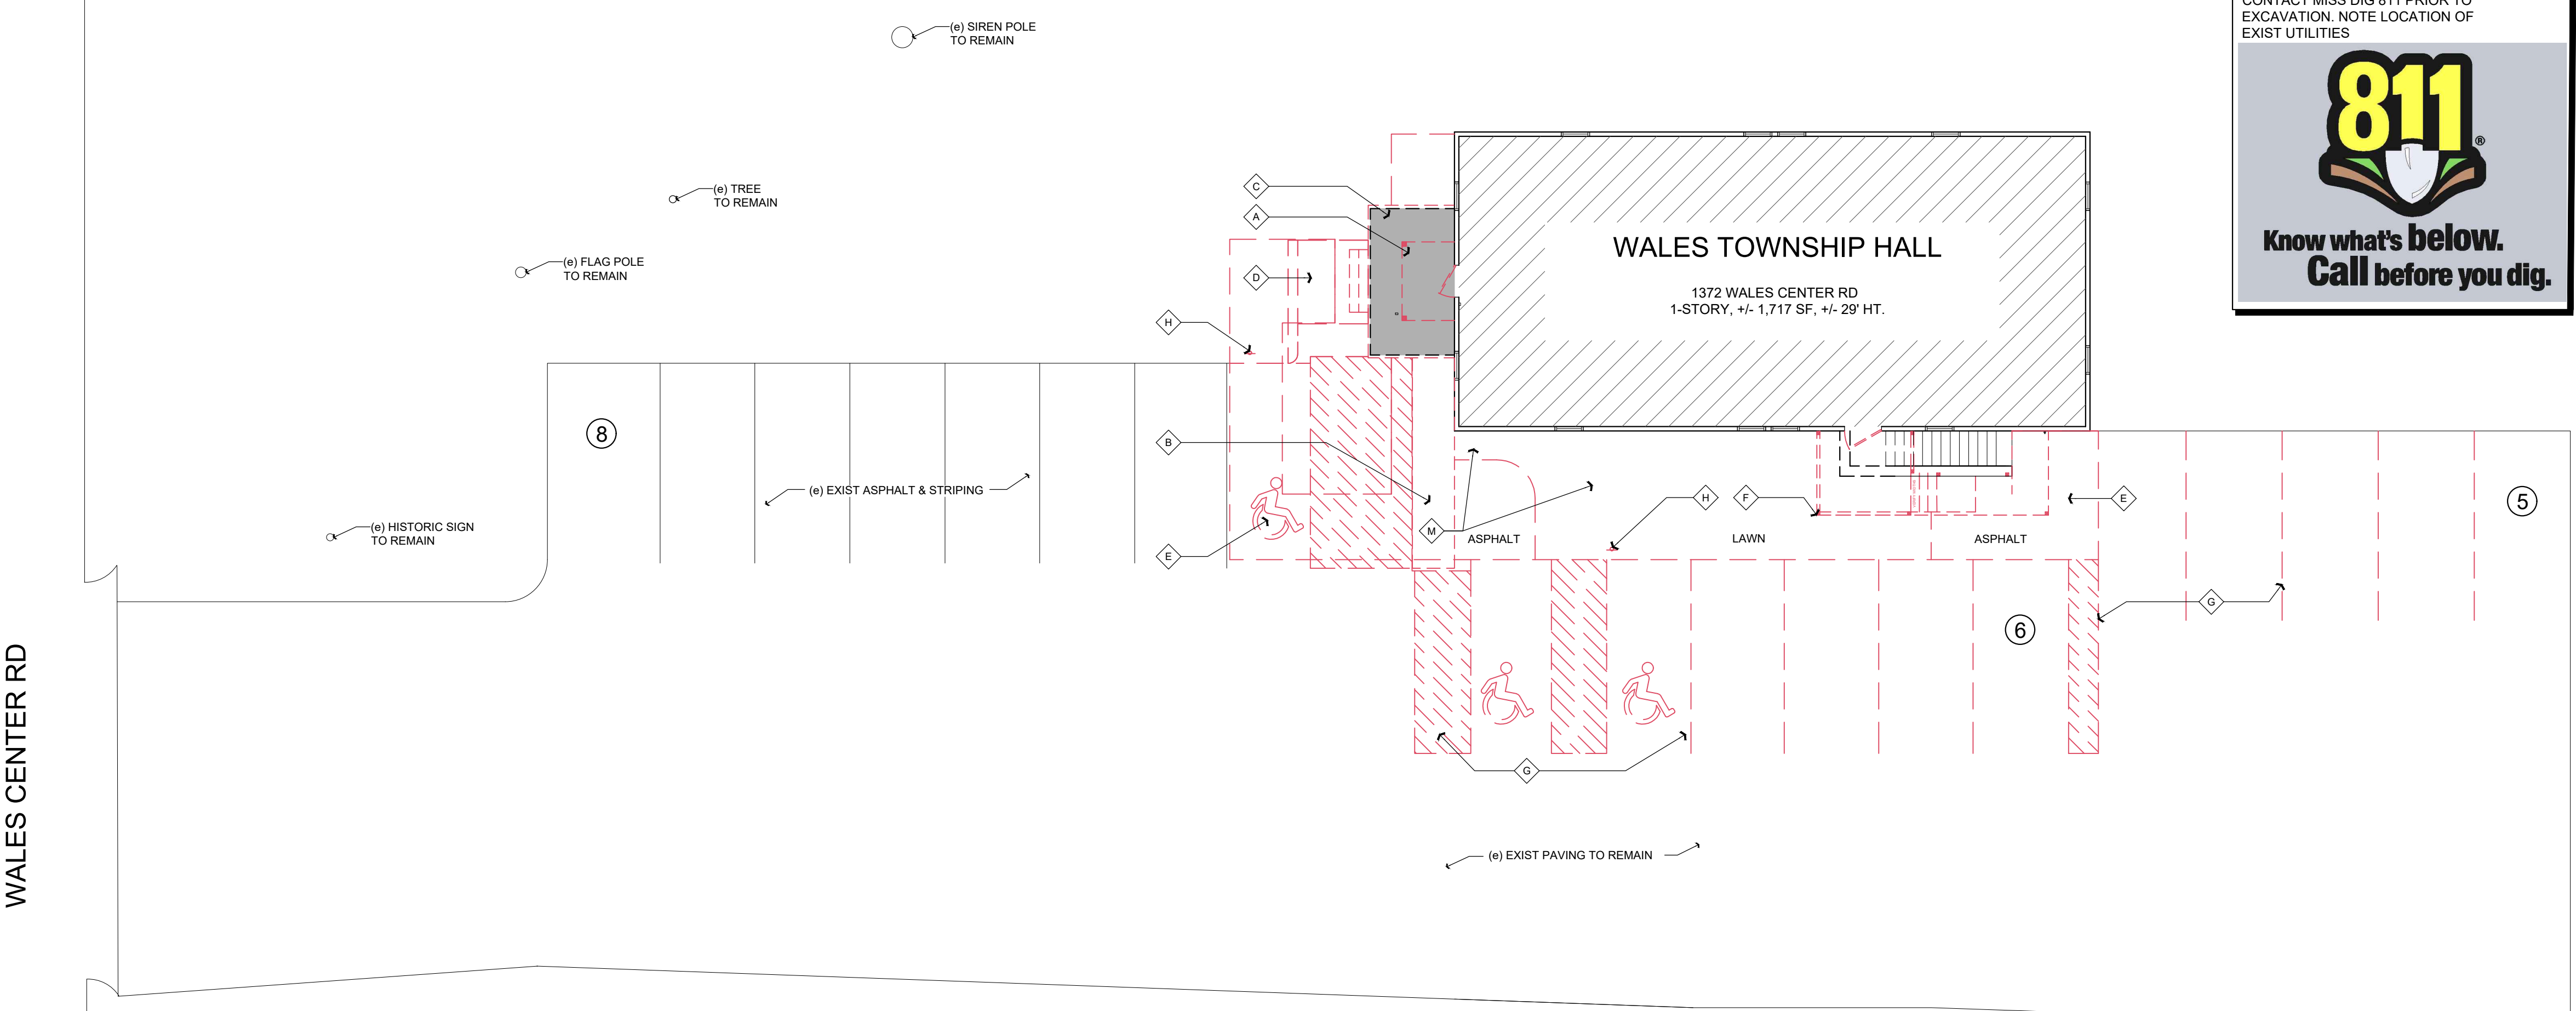 (e) SIREN POLE
TO REMAIN
CONTACT MISS DIG 811 PRIOR TO
EXCAVATION. NOTE LOCATION OF
EXIST UTILITIES
811
®
Know what's below.
Call before you dig.
(e) TREE
TO REMAIN
(e) FLAG POLE
TO REMAIN
C
A
D
H
WALES TOWNSHIP HALL
1372 WALES CENTER RD
1-STORY, +/- 1,717 SF, +/- 29' HT.
8
B
(e) EXIST ASPHALT & STRIPING
H
F
E
5
(e) HISTORIC SIGN
TO REMAIN
M
ASPHALT
LAWN
ASPHALT
E
G
6
G
WALES CENTER RD
(e) EXIST PAVING TO REMAIN